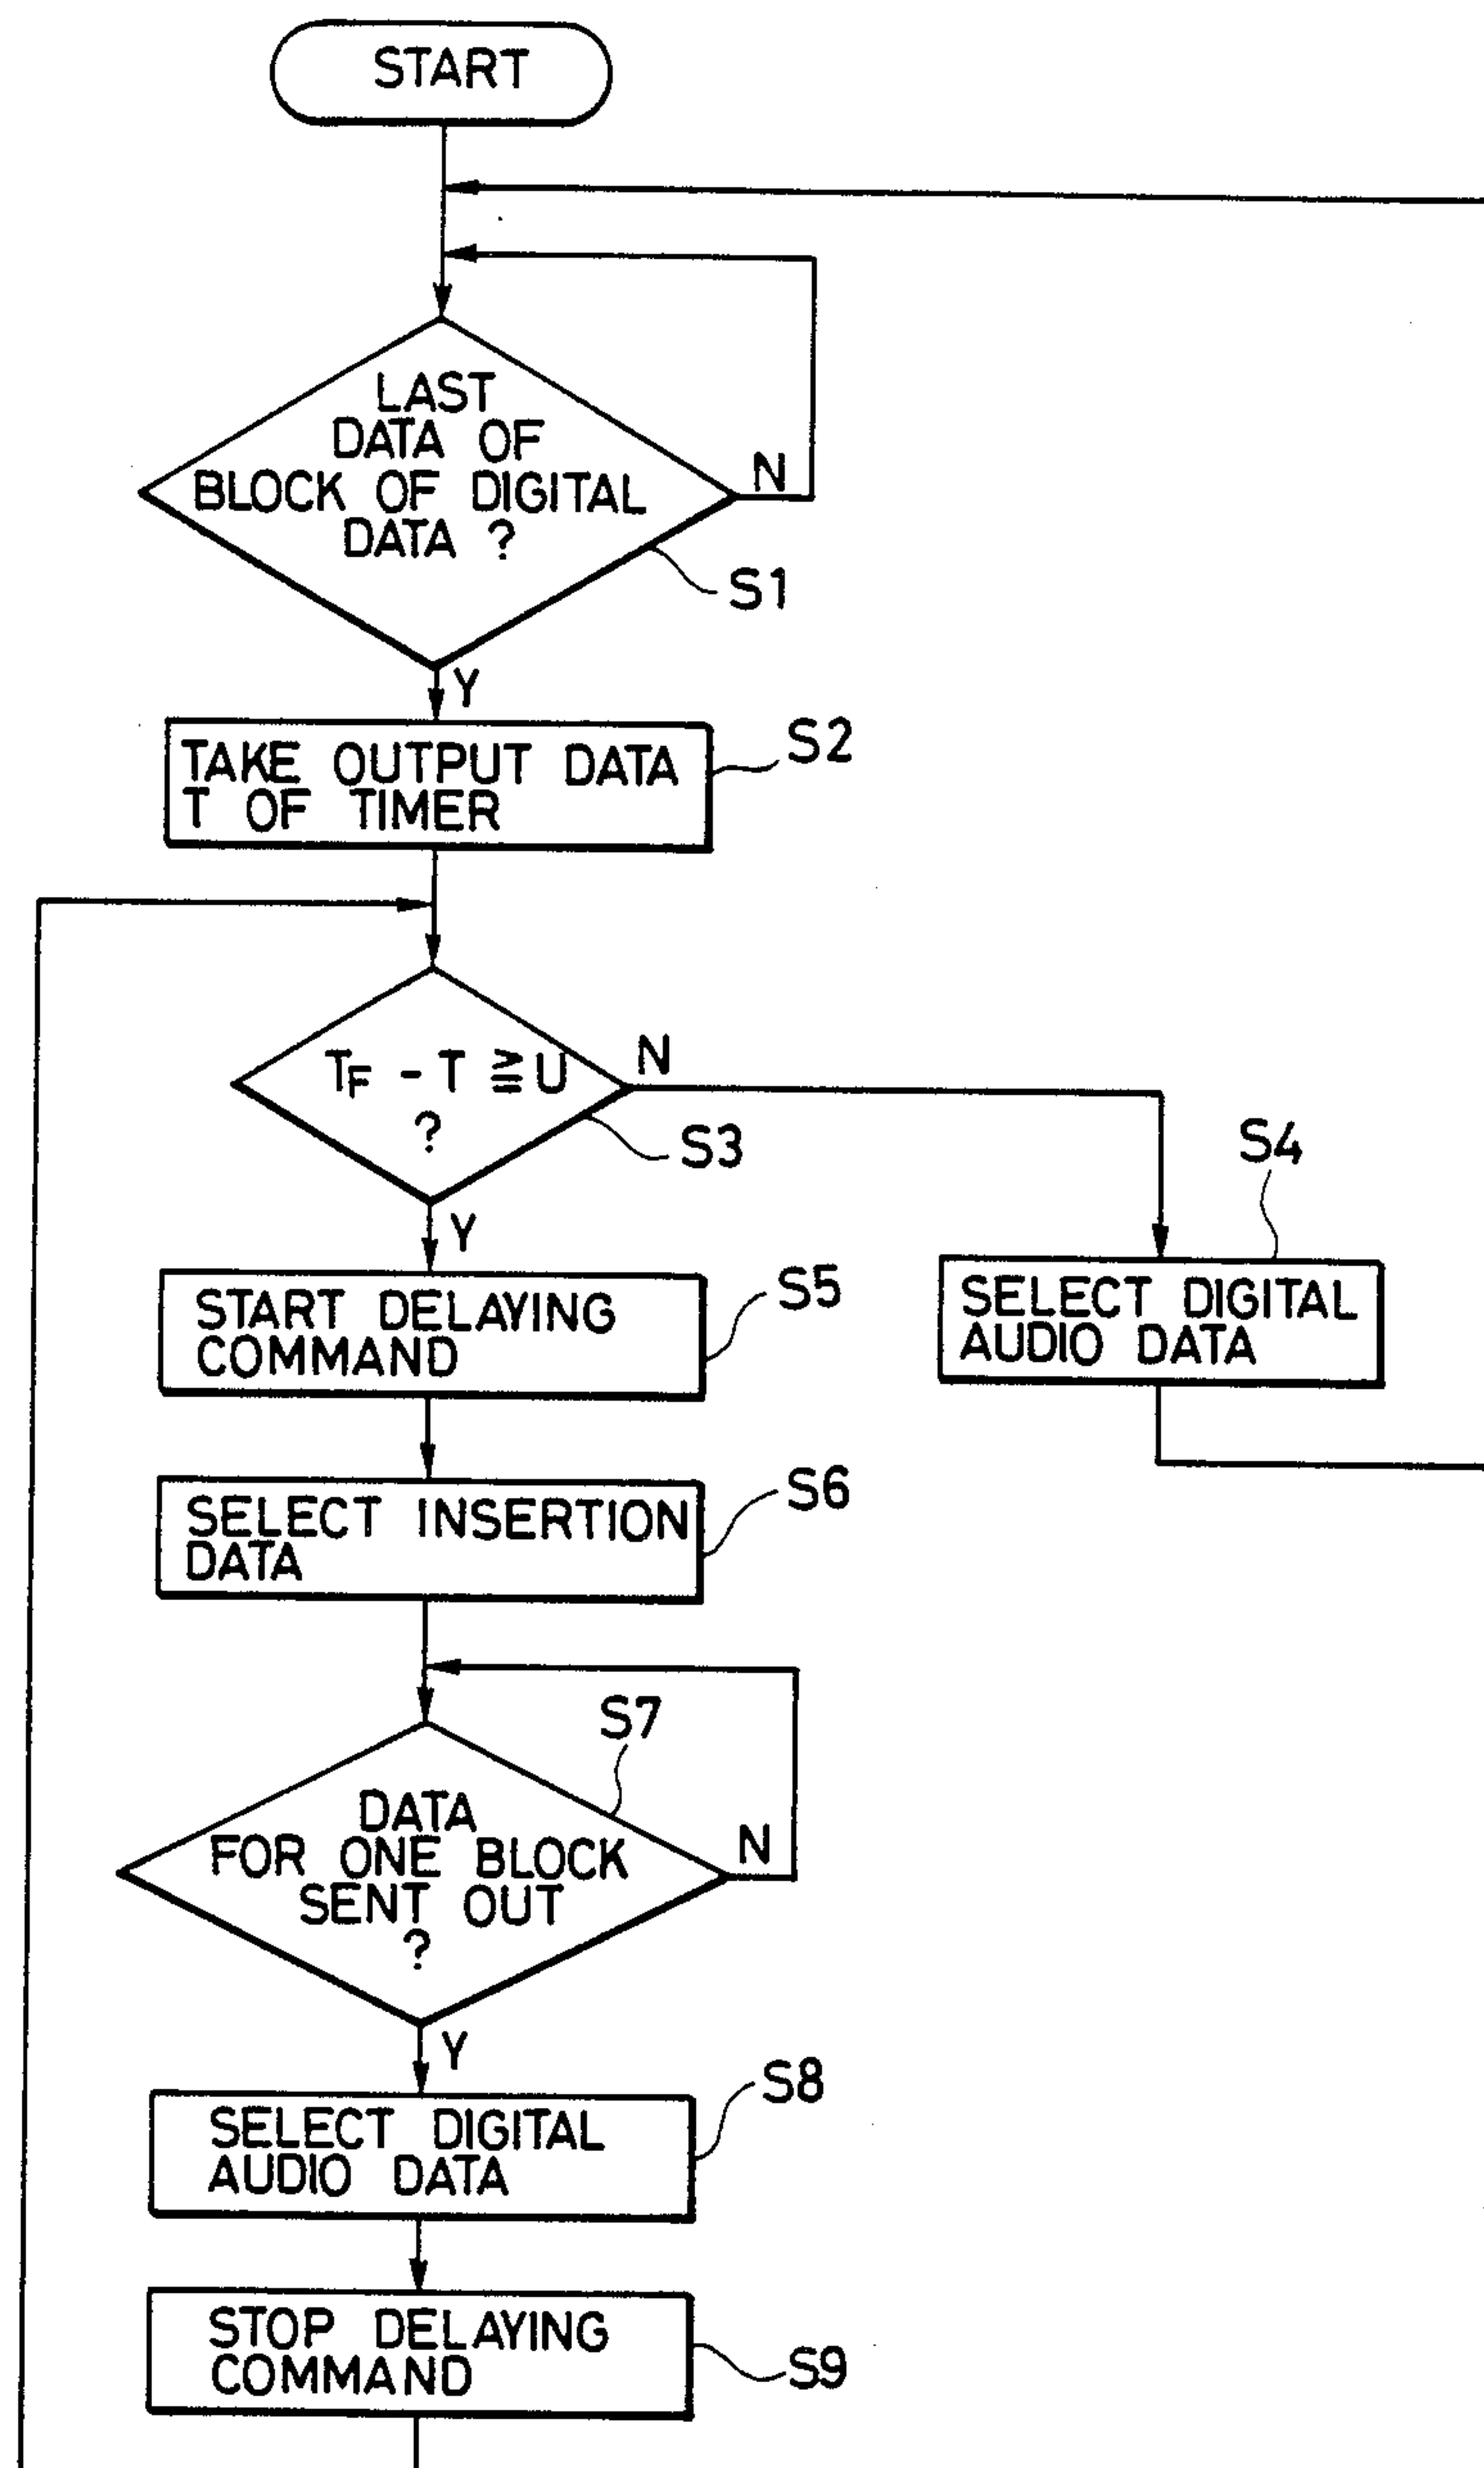 START
LAST
DATA OF
BLOCK OF DIGITAL
DATA ?
N
S1
Y
S2
TAKE OUTPUT DATA
T OF TIMER
TF - T ≧ U
?
N
S3
Y
S4
SELECT DIGITAL
AUDIO DATA
S5
START DELAYING
COMMAND
S6
SELECT INSERTION
DATA
S7
DATA
FOR ONE BLOCK
SENT OUT
?
N
Y
S8
SELECT DIGITAL
AUDIO DATA
STOP DELAYING
COMMAND
S9